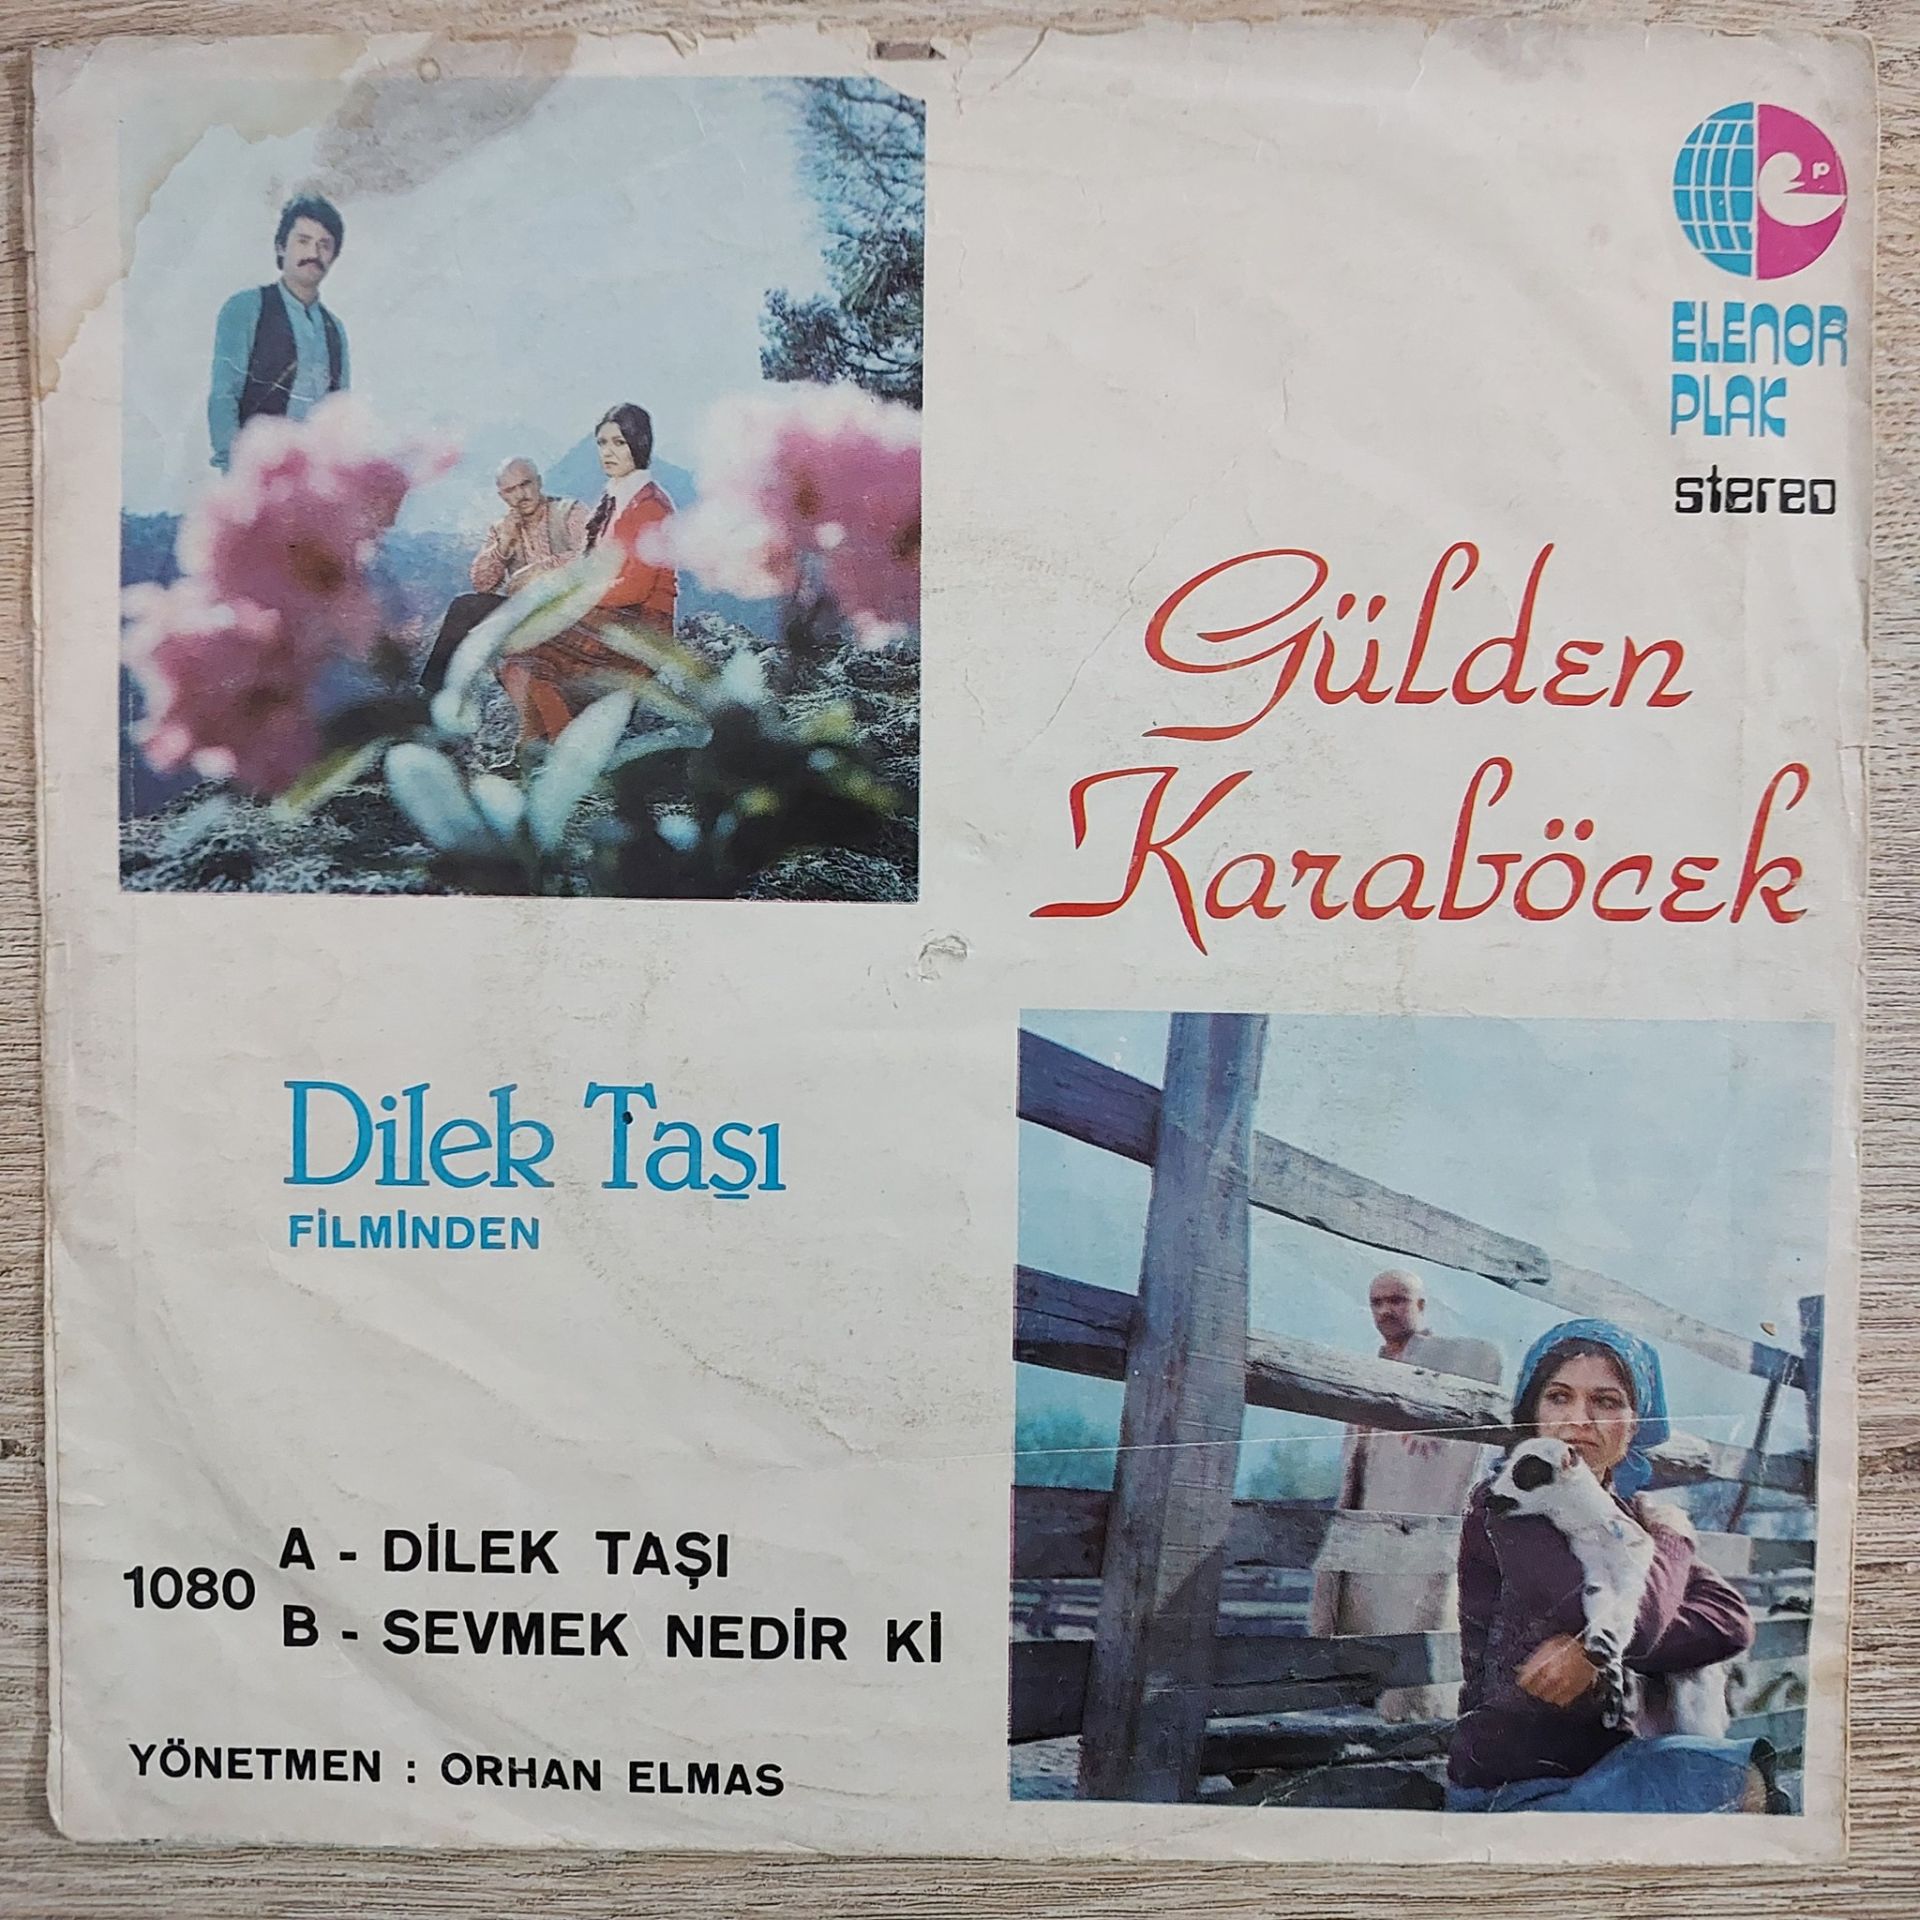 p
ELENOR
PLAK
stereo
Gülden
Karaböcek
Dilek Taşı
FİLMİNDEN
1080
A - DİLEK TAŞI
B - SEVMEK NEDİR Kİ
YÖNETMEN : ORHAN ELMAS